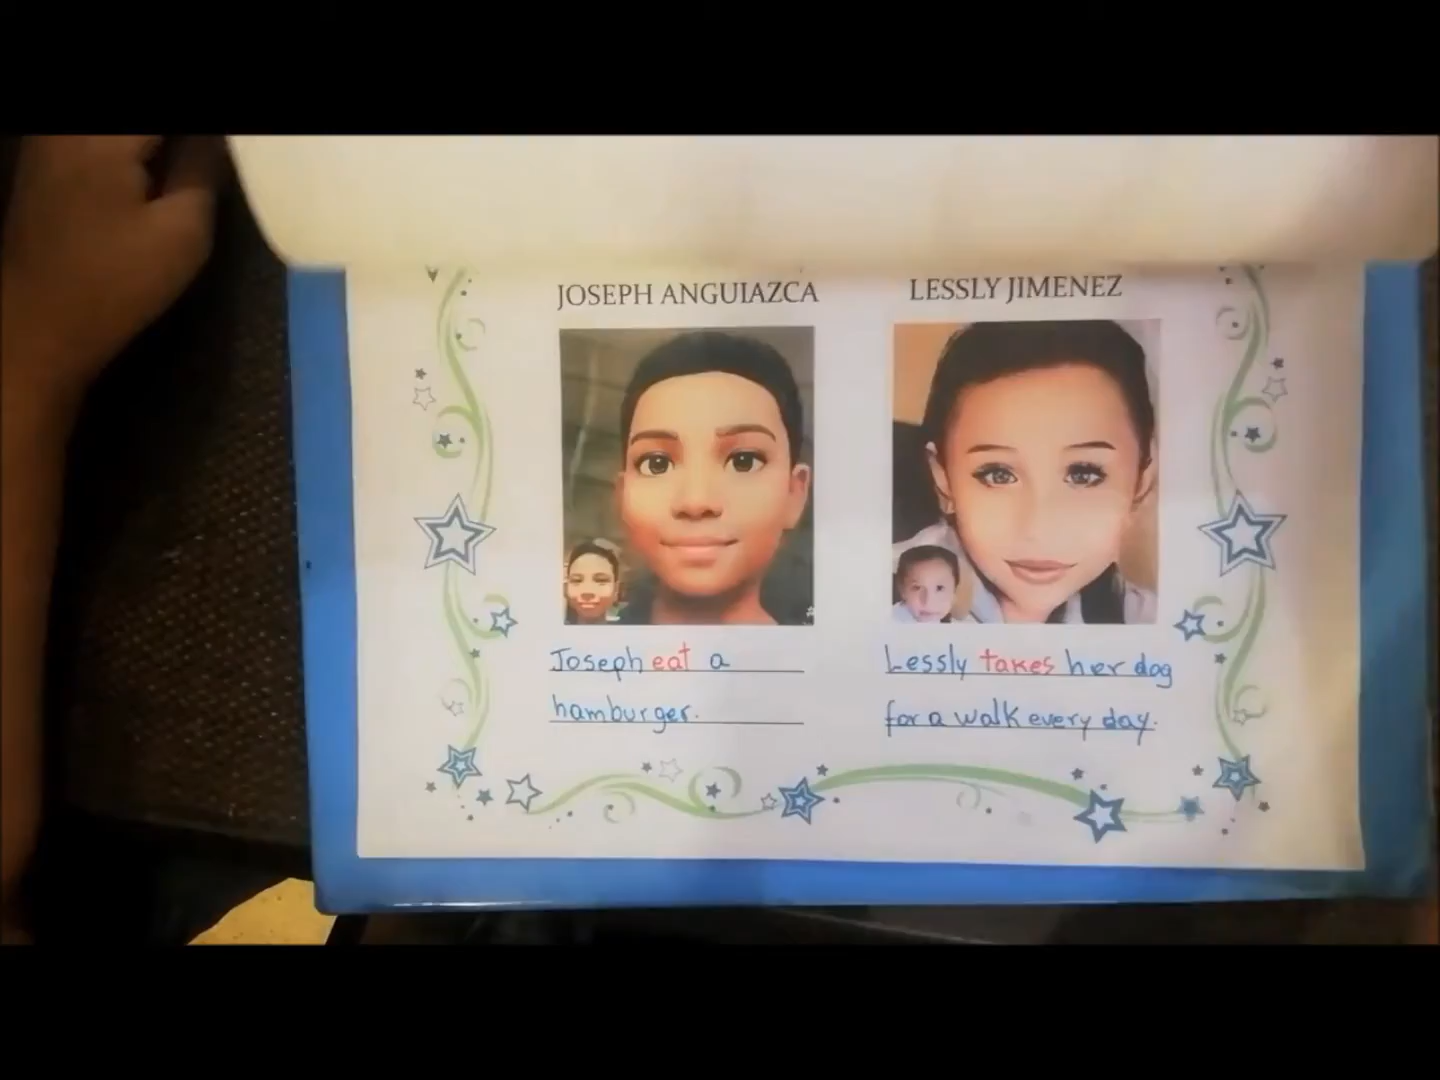 JOSEPH ANGUIAZCA
LESSLY JIMENEZ
Joseph eat a
hamburger.
Lessly takes her dog
for a walk every day.